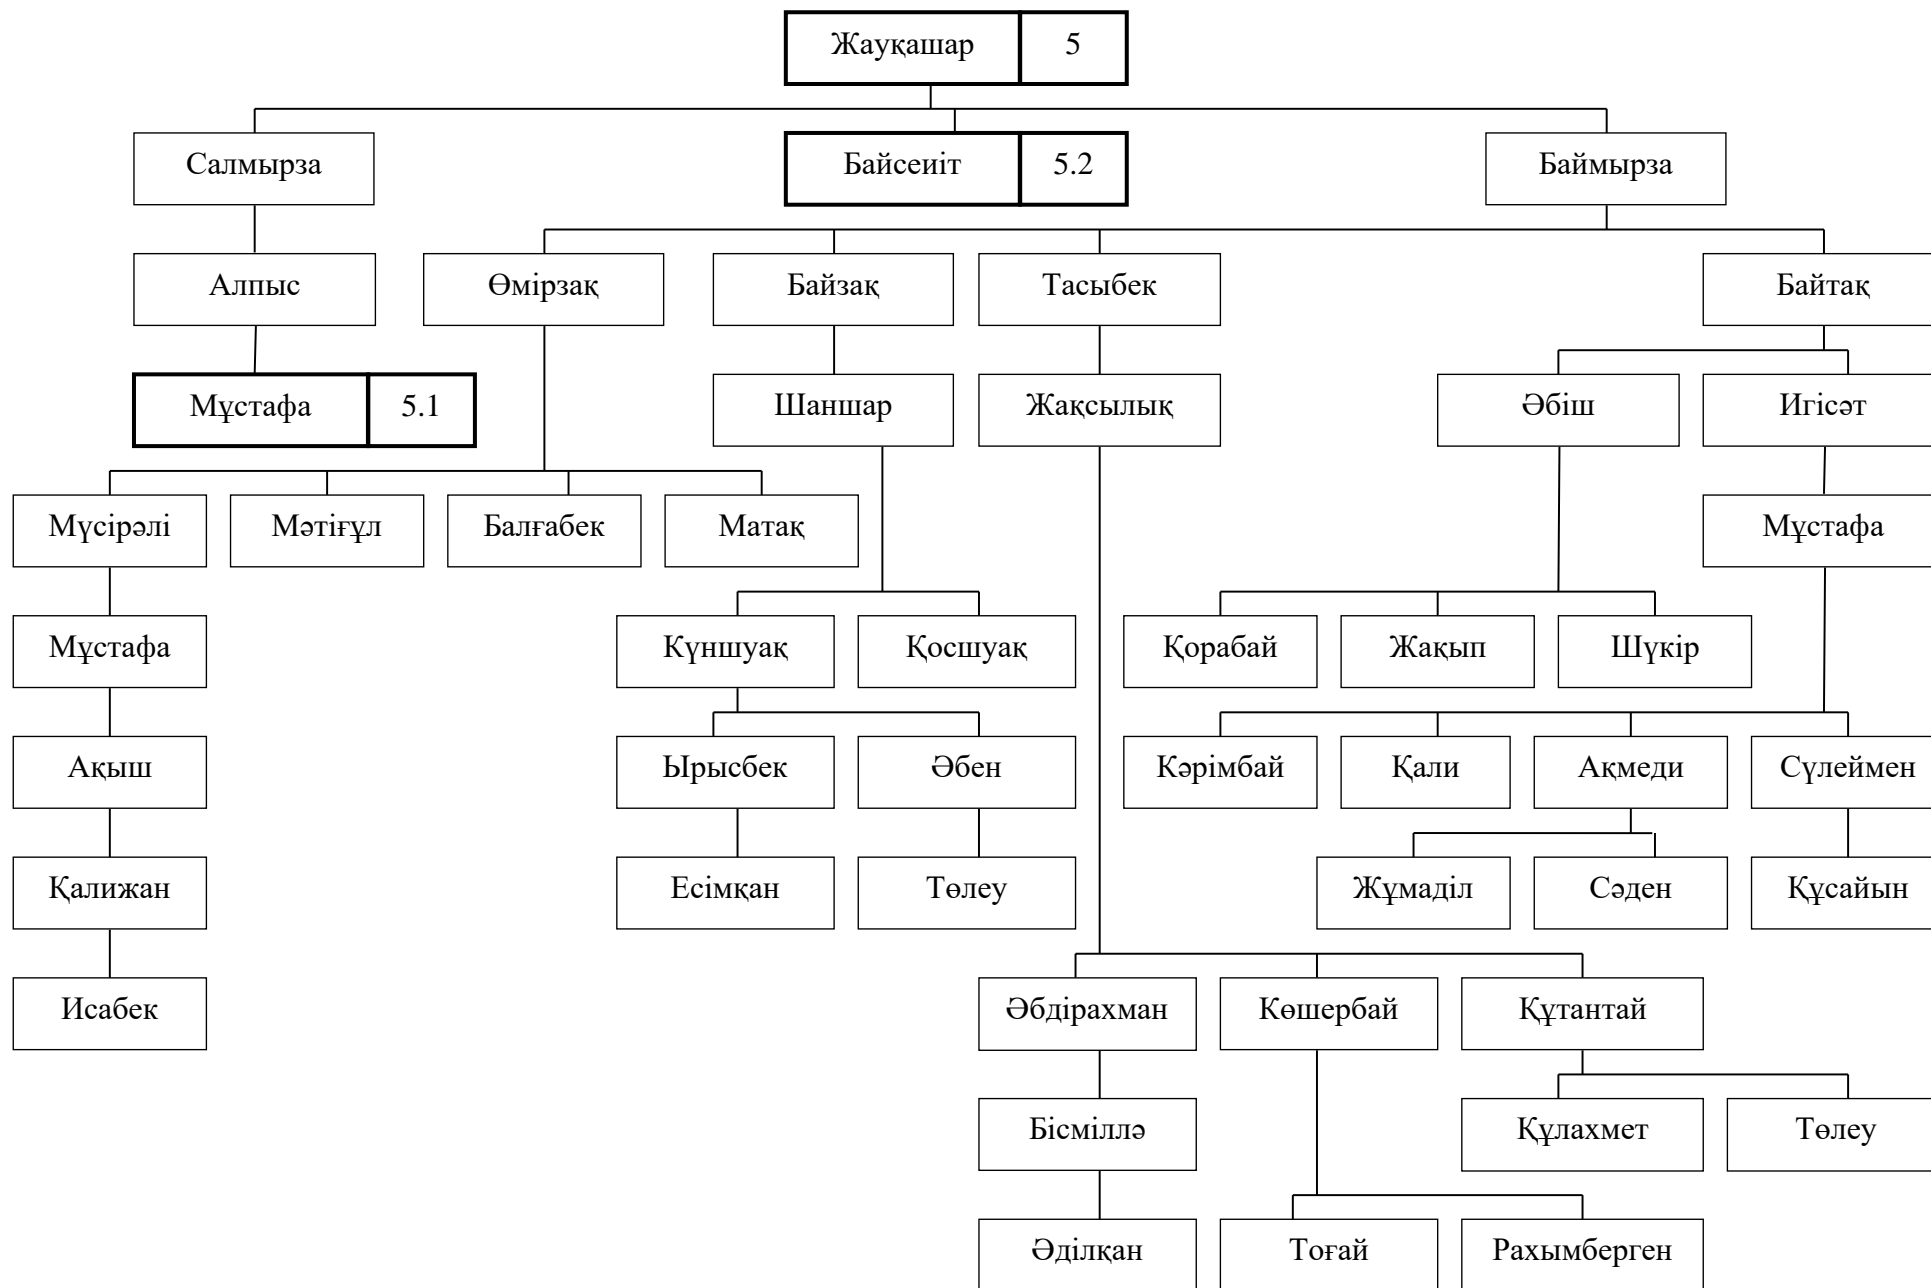 Жауқашар 5
Салмырза Байсеиіт 5.2 Баймырза
Алпыс Өмірзақ Байзақ Тасыбек Байтақ
Мұстафа 5.1 Шаншар Жақсылық Әбіш Игісәт
Мүсірәлі Мәтіғұл Балғабек Матақ Мұстафа
Мұстафа Күншуақ Қосшуақ Қорабай Жақып Шүкір
Ақыш Ырысбек Әбен Кәрімбай Қали Ақмеди Сүлеймен
Қалижан Есімқан Төлеу Жұмаділ Сәден Құсайын
Исабек Әбдірахман Көшербай Құтантай
Бісміллә Құлахмет Төлеу
Әділқан Тоғай Рахымберген